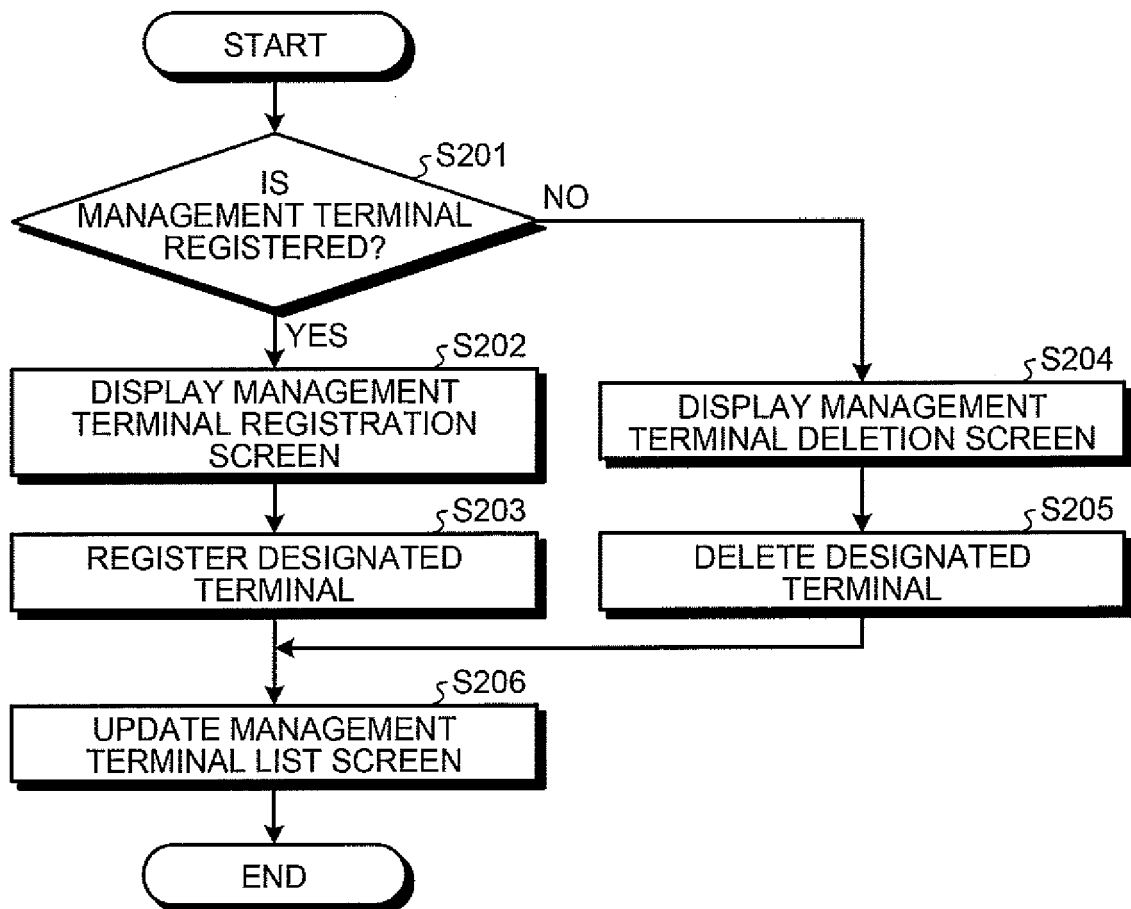 START
S201
IS
MANAGEMENT TERMINAL
REGISTERED?
NO
YES
S202
DISPLAY MANAGEMENT
TERMINAL REGISTRATION
SCREEN
S204
DISPLAY MANAGEMENT
TERMINAL DELETION SCREEN
S203
REGISTER DESIGNATED
TERMINAL
S205
DELETE DESIGNATED
TERMINAL
S206
UPDATE MANAGEMENT
TERMINAL LIST SCREEN
END